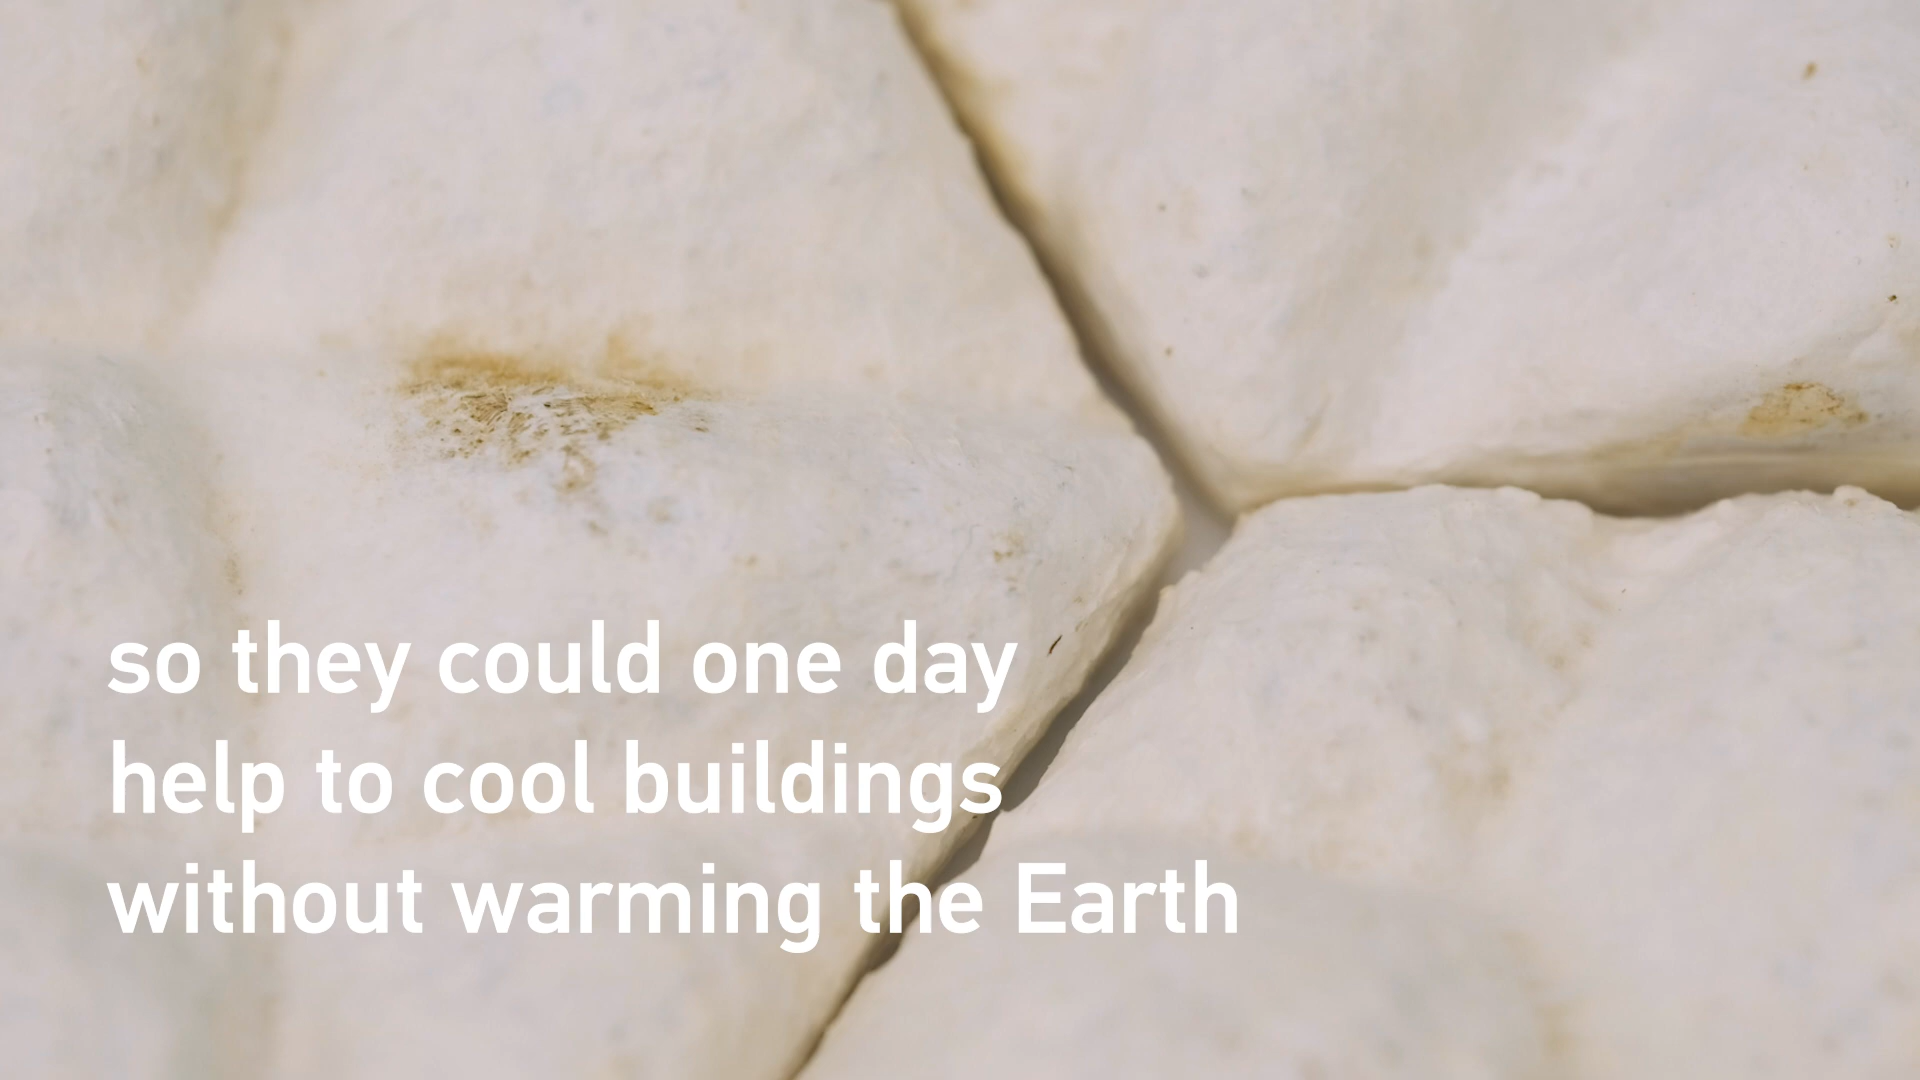 so they could one day
help to cool buildings
without warming the Earth